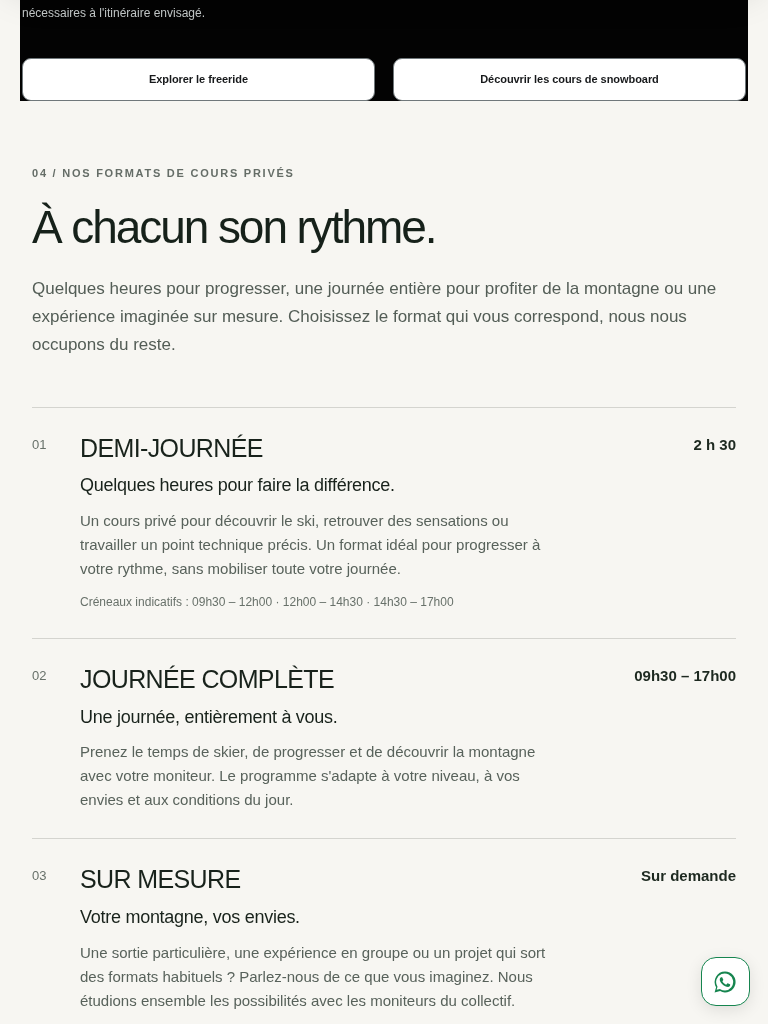 nécessaires à l'itinéraire envisagé.
Explorer le freeride
Découvrir les cours de snowboard
04 / NOS FORMATS DE COURS PRIVÉS
À chacun son rythme.
Quelques heures pour progresser, une journée entière pour profiter de la montagne ou une
expérience imaginée sur mesure. Choisissez le format qui vous correspond, nous nous
occupons du reste.
01
DEMI-JOURNÉE
2 h 30
Quelques heures pour faire la différence.
Un cours privé pour découvrir le ski, retrouver des sensations ou
travailler un point technique précis. Un format idéal pour progresser à
votre rythme, sans mobiliser toute votre journée.
Créneaux indicatifs : 09h30 – 12h00 · 12h00 – 14h30 · 14h30 – 17h00
02
JOURNÉE COMPLÈTE
09h30 – 17h00
Une journée, entièrement à vous.
Prenez le temps de skier, de progresser et de découvrir la montagne
avec votre moniteur. Le programme s'adapte à votre niveau, à vos
envies et aux conditions du jour.
03
SUR MESURE
Sur demande
Votre montagne, vos envies.
Une sortie particulière, une expérience en groupe ou un projet qui sort
des formats habituels ? Parlez-nous de ce que vous imaginez. Nous
étudions ensemble les possibilités avec les moniteurs du collectif.